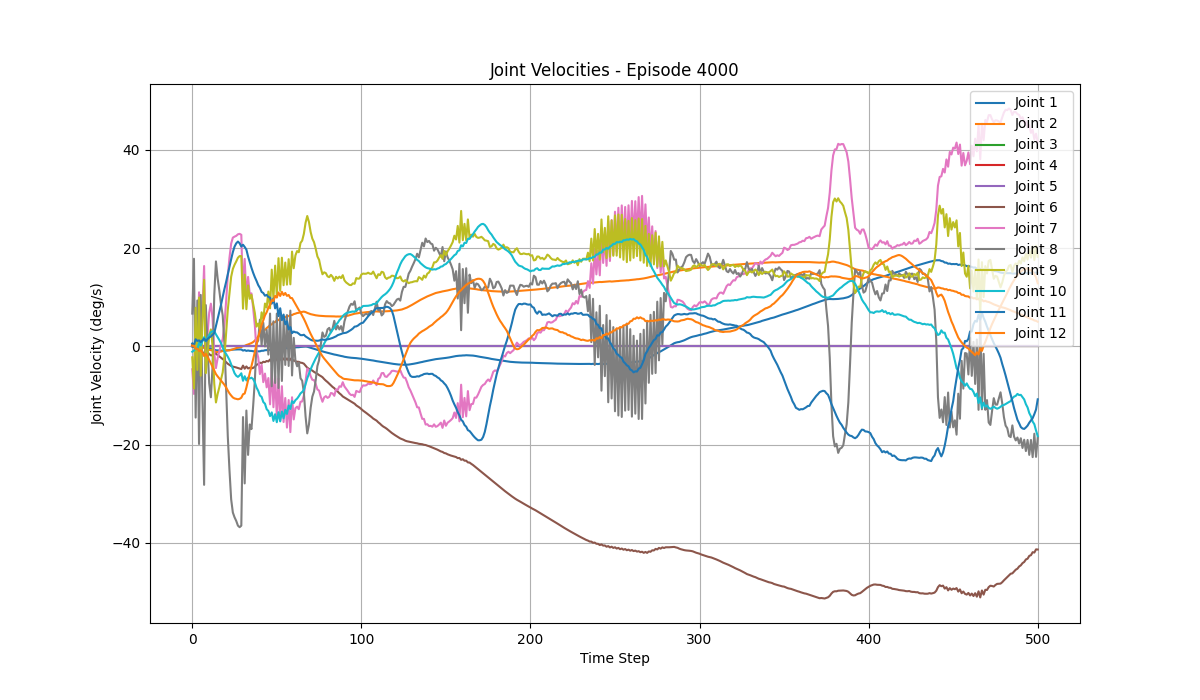 Joint Velocities - Episode 4000
Joint Velocity (deg/s)
40
20
0
−20
−40
0
100
200
300
400
500
Time Step
Joint 1
Joint 2
Joint 3
Joint 4
Joint 5
Joint 6
Joint 7
Joint 8
Joint 9
Joint 10
Joint 11
Joint 12